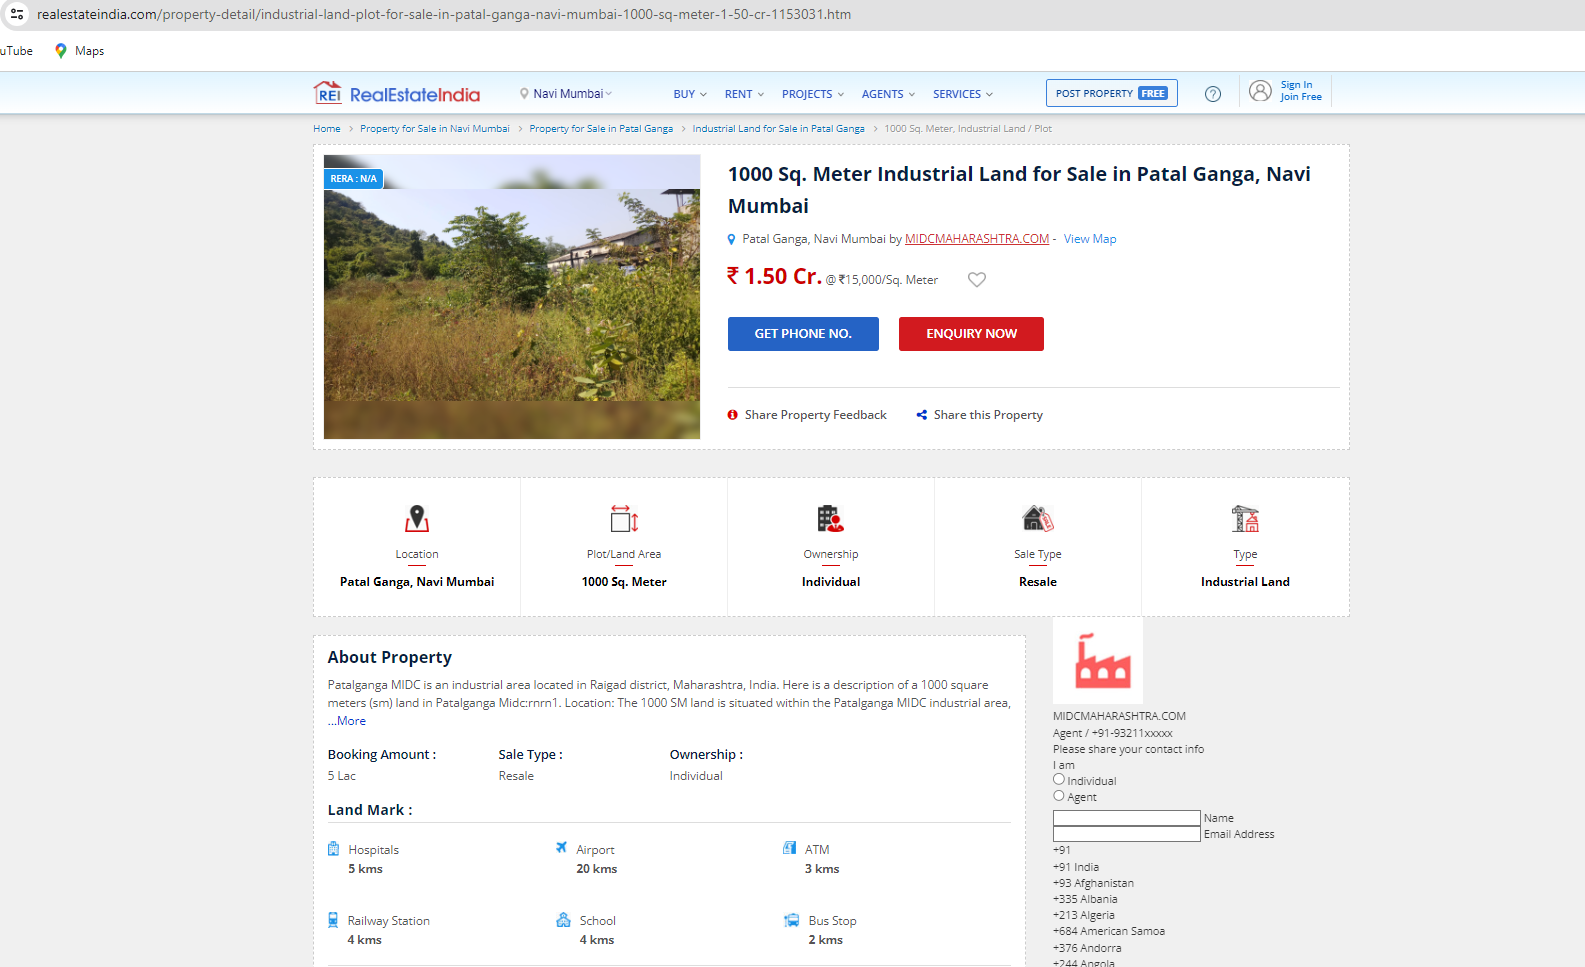 realestateindia.com/property-detail/industrial-land-plot-for-sale-in-patal-ganga-navi-mumbai-1000-sq-meter-1-50-cr-1153031.htm
uTube Maps
REI RealEstateIndia Navi Mumbai BUY RENT PROJECTS AGENTS SERVICES POST PROPERTY FREE ? Sign In
Join Free
Home > Property for Sale in Navi Mumbai > Property for Sale in Patal Ganga > Industrial Land for Sale in Patal Ganga > 1000 Sq. Meter, Industrial Land / Plot
RERA : N/A
1000 Sq. Meter Industrial Land for Sale in Patal Ganga, Navi
Mumbai
Patal Ganga, Navi Mumbai by MIDCMAHARASHTRA.COM - View Map
₹ 1.50 Cr. @ ₹15,000/Sq. Meter
GET PHONE NO. ENQUIRY NOW
Share Property Feedback Share this Property
Location
Patal Ganga, Navi Mumbai
Plot/Land Area
1000 Sq. Meter
Ownership
Individual
SALE
Sale Type
Resale
Type
Industrial Land
About Property
Patalganga MIDC is an industrial area located in Raigad district, Maharashtra, India. Here is a description of a 1000 square
meters (sm) land in Patalganga Midc:rnrn1. Location: The 1000 SM land is situated within the Patalganga MIDC industrial area,
...More
Booking Amount : Sale Type : Ownership :
5 Lac Resale Individual
Land Mark :
Hospitals Airport ATM
5 kms 20 kms 3 kms
Railway Station School Bus Stop
4 kms 4 kms 2 kms
MIDCMAHARASHTRA.COM
Agent / +91-93211xxxxx
Please share your contact info
I am
Individual
Agent
Name
Email Address
+91
+91 India
+93 Afghanistan
+335 Albania
+213 Algeria
+684 American Samoa
+376 Andorra
+244 Angola